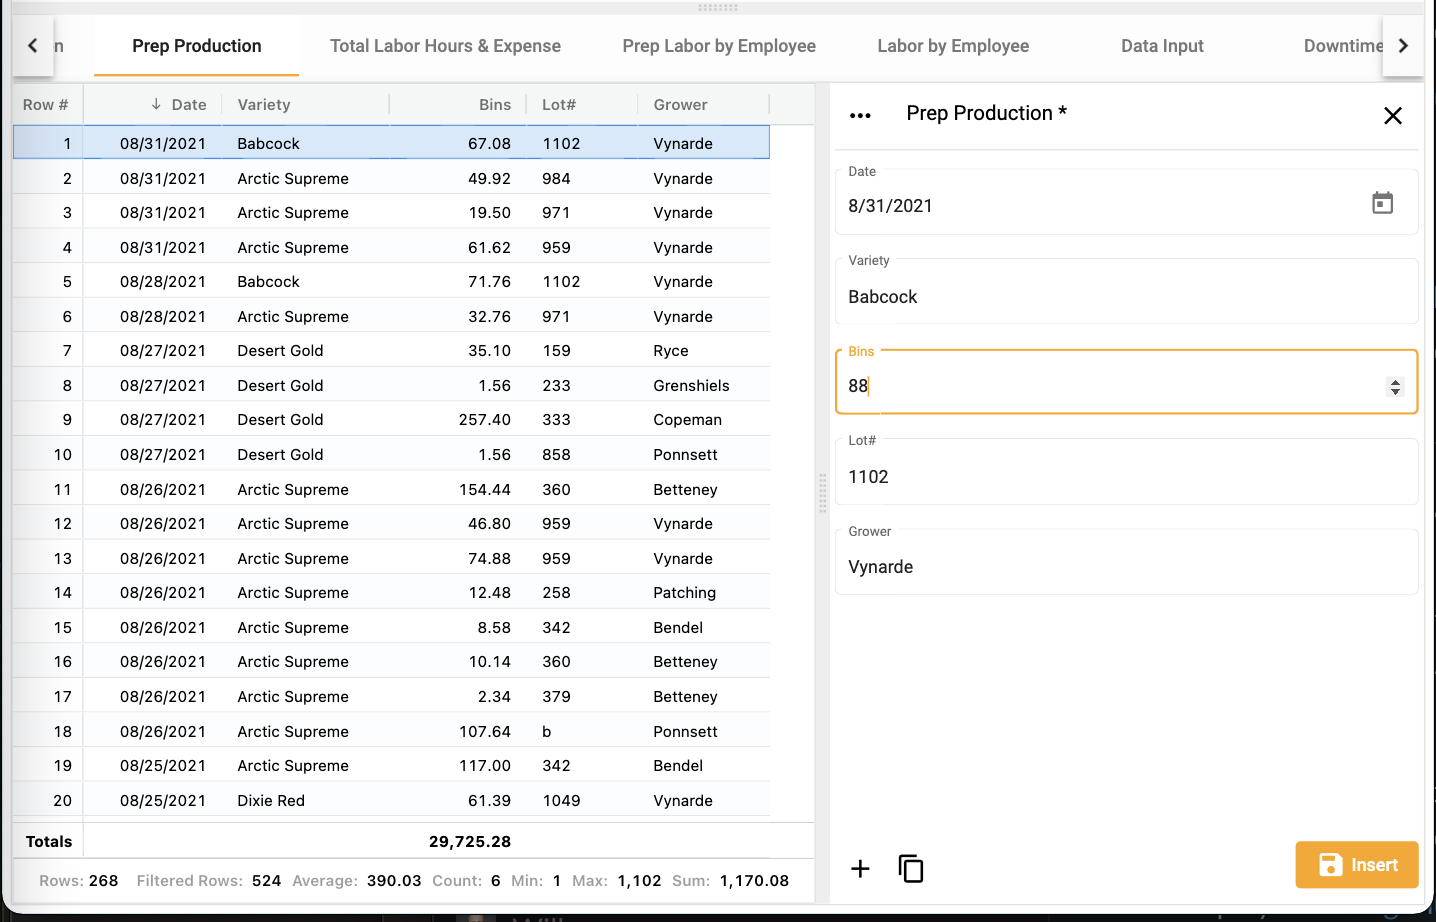 n Prep Production Total Labor Hours & Expense Prep Labor by Employee Labor by Employee Data Input Downtime
Row # Date Variety Bins Lot# Grower
1 08/31/2021 Babcock 67.08 1102 Vynarde
2 08/31/2021 Arctic Supreme 49.92 984 Vynarde
3 08/31/2021 Arctic Supreme 19.50 971 Vynarde
4 08/31/2021 Arctic Supreme 61.62 959 Vynarde
5 08/28/2021 Babcock 71.76 1102 Vynarde
6 08/28/2021 Arctic Supreme 32.76 971 Vynarde
7 08/27/2021 Desert Gold 35.10 159 Ryce
8 08/27/2021 Desert Gold 1.56 233 Grenshiels
9 08/27/2021 Desert Gold 257.40 333 Copeman
10 08/27/2021 Desert Gold 1.56 858 Ponnsett
11 08/26/2021 Arctic Supreme 154.44 360 Betteney
12 08/26/2021 Arctic Supreme 46.80 959 Vynarde
13 08/26/2021 Arctic Supreme 74.88 959 Vynarde
14 08/26/2021 Arctic Supreme 12.48 258 Patching
15 08/26/2021 Arctic Supreme 8.58 342 Bendel
16 08/26/2021 Arctic Supreme 10.14 360 Betteney
17 08/26/2021 Arctic Supreme 2.34 379 Betteney
18 08/26/2021 Arctic Supreme 107.64 b Ponnsett
19 08/25/2021 Arctic Supreme 117.00 342 Bendel
20 08/25/2021 Dixie Red 61.39 1049 Vynarde
Totals 29,725.28
Rows: 268 Filtered Rows: 524 Average: 390.03 Count: 6 Min: 1 Max: 1,102 Sum: 1,170.08
Prep Production *
Date
8/31/2021
Variety
Babcock
Bins
88
Lot#
1102
Grower
Vynarde
Insert